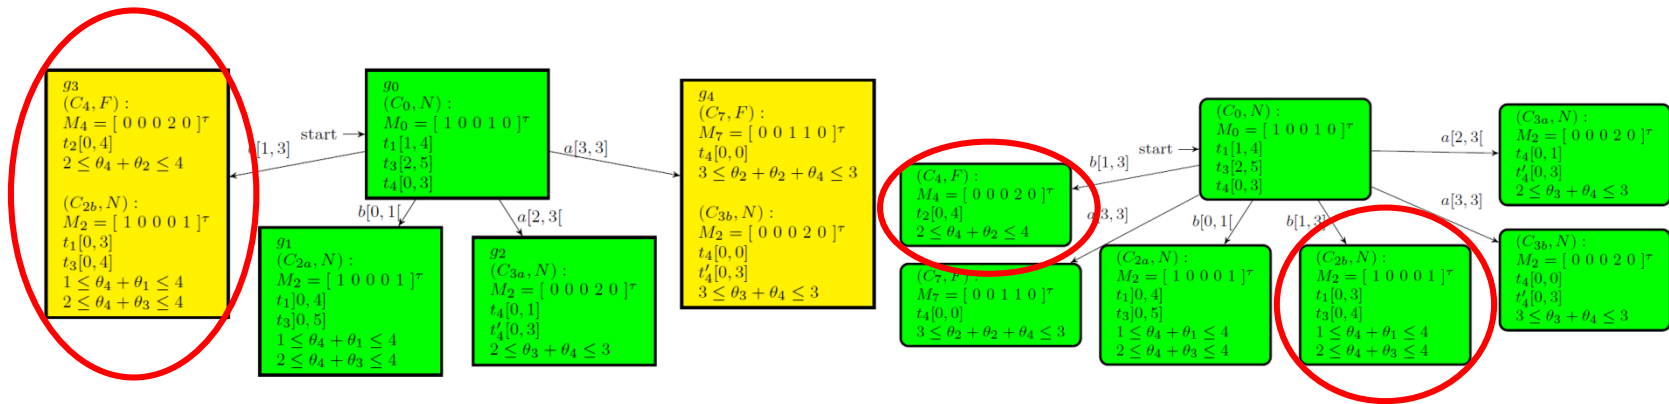 g3
(C4, F) :
M4 = [ 0 0 0 2 0 ]τ
t2[0, 4]
2 ≤ θ4 + θ2 ≤ 4
(C2b, N) :
M2 = [ 1 0 0 0 1 ]τ
t1[0, 3]
t3[0, 4]
1 ≤ θ4 + θ1 ≤ 4
2 ≤ θ4 + θ3 ≤ 4
[1, 3]
start
g0
(C0, N) :
M0 = [ 1 0 0 1 0 ]τ
t1[1, 4]
t3[2, 5]
t4[0, 3]
a[3, 3]
b[0, 1[
a[2, 3[
g1
(C2a, N) :
M2 = [ 1 0 0 0 1 ]τ
t1]0, 4]
t3]0, 5]
1 ≤ θ4 + θ1 ≤ 4
2 ≤ θ4 + θ3 ≤ 4
g2
(C3a, N) :
M2 = [ 0 0 0 2 0 ]τ
t4[0, 1]
t′4[0, 3]
2 ≤ θ3 + θ4 ≤ 3
g4
(C7, F) :
M7 = [ 0 0 1 1 0 ]τ
t4[0, 0]
3 ≤ θ2 + θ2 + θ4 ≤ 3
(C3b, N) :
M2 = [ 0 0 0 2 0 ]τ
t4[0, 0]
t′4[0, 3]
3 ≤ θ3 + θ4 ≤ 3
start
(C0, N) :
M0 = [ 1 0 0 1 0 ]τ
t1[1, 4]
t3[2, 5]
t4[0, 3]
b[1, 3]
a[3, 3]
b[0, 1[
b[1, 3]
a[3, 3]
a[2, 3[
(C4, F) :
M4 = [ 0 0 0 2 0 ]τ
t2[0, 4]
2 ≤ θ4 + θ2 ≤ 4
(C7, F) :
M7 = [ 0 0 1 1 0 ]τ
t4[0, 0]
3 ≤ θ2 + θ2 + θ4 ≤ 3
(C2a, N) :
M2 = [ 1 0 0 0 1 ]τ
t1]0, 4]
t3]0, 5]
1 ≤ θ4 + θ1 ≤ 4
2 ≤ θ4 + θ3 ≤ 4
(C2b, N) :
M2 = [ 1 0 0 0 1 ]τ
t1[0, 3]
t3[0, 4]
1 ≤ θ4 + θ1 ≤ 4
2 ≤ θ4 + θ3 ≤ 4
(C3a, N) :
M2 = [ 0 0 0 2 0 ]τ
t4[0, 1]
t′4[0, 3]
2 ≤ θ3 + θ4 ≤ 3
(C3b, N) :
M2 = [ 0 0 0 2 0 ]τ
t4[0, 0]
t′4[0, 3]
3 ≤ θ3 + θ4 ≤ 3